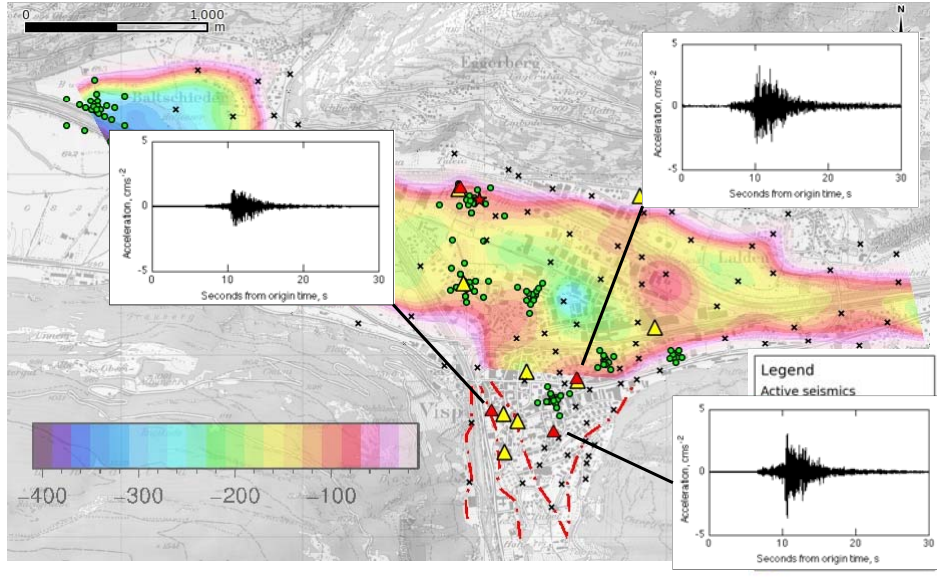 0 1,000
m
N
Eggerberg
Baltschieder
Lalden
Visp
5
Acceleration, cms-2
0
-5
0 10 20 30
Seconds from origin time, s
5
Acceleration, cms-2
0
-5
0 10 20 30
Seconds from origin time, s
Legend
Active seismics
5
Acceleration, cms-2
0
-5
0 10 20 30
Seconds from origin time, s
−400 −300 −200 −100